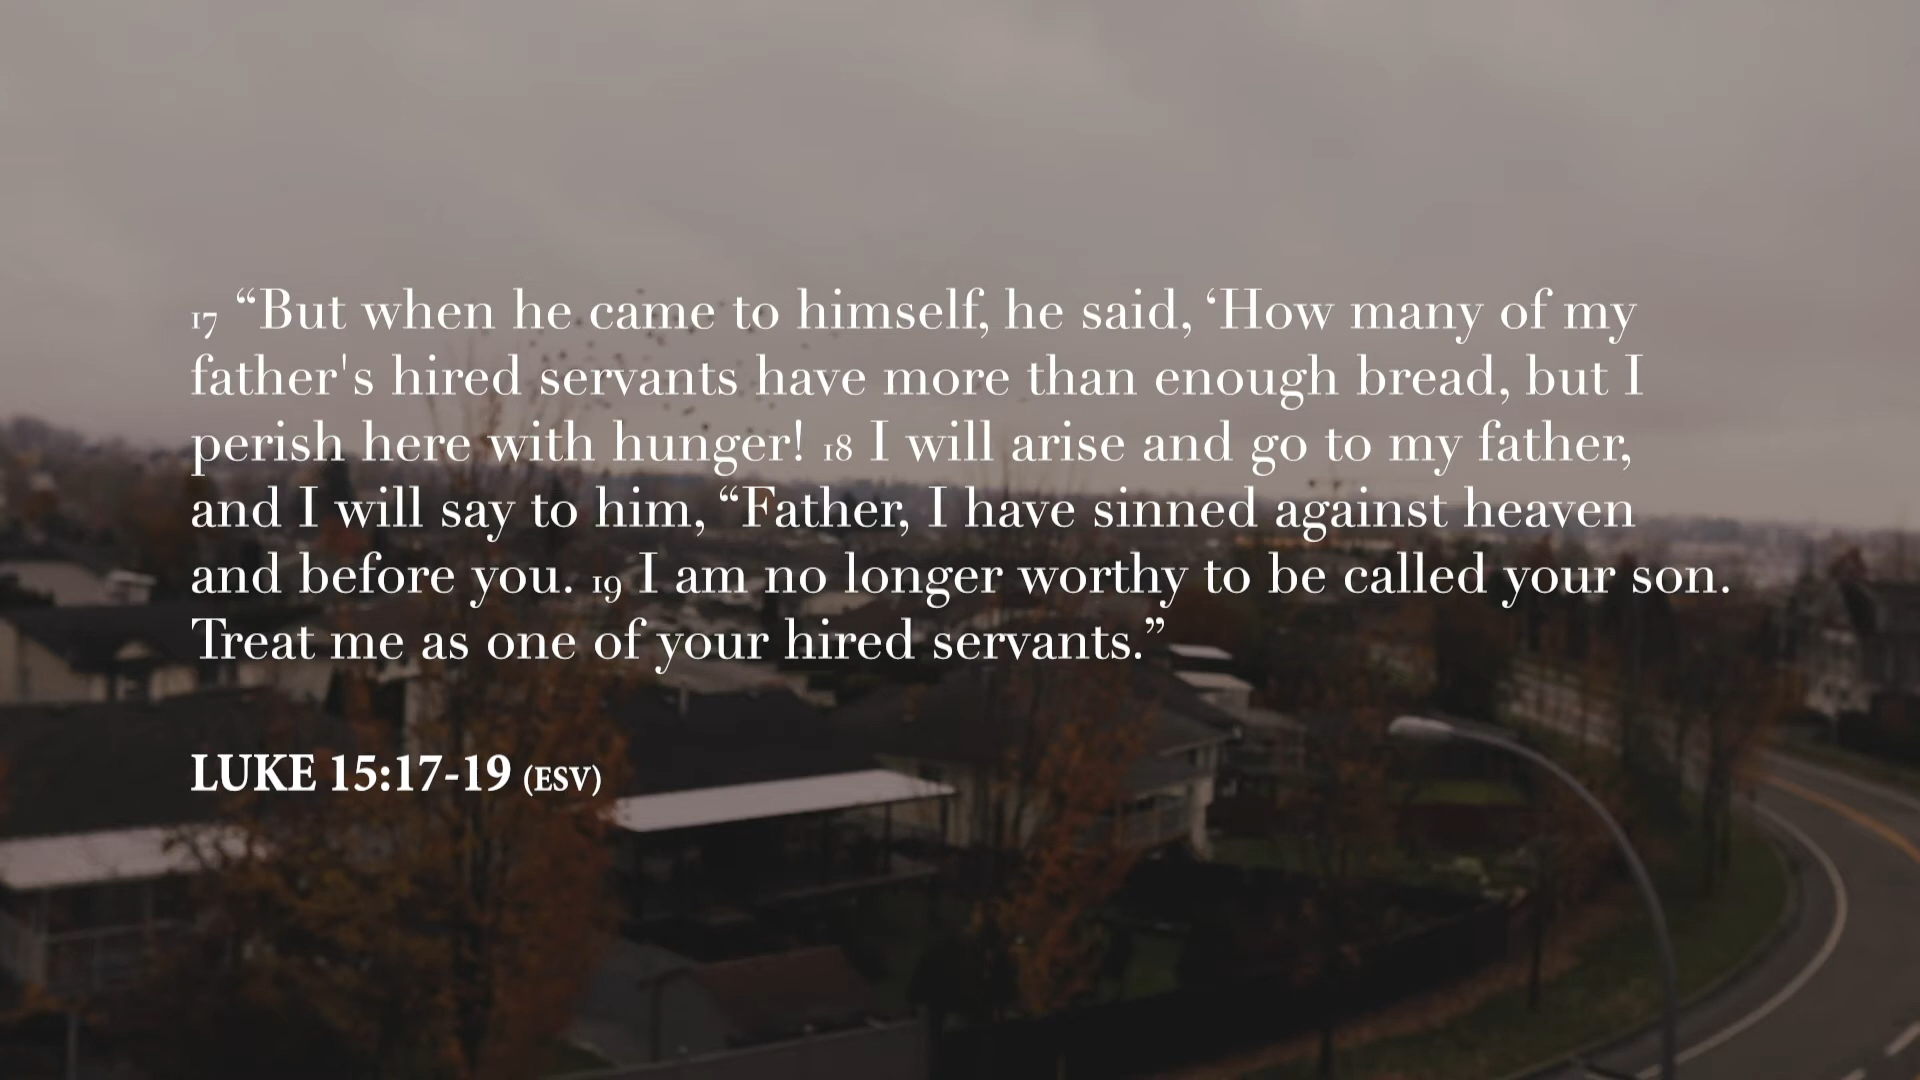 17 “But when he came to himself, he said, ‘How many of my
father's hired servants have more than enough bread, but I
perish here with hunger! 18 I will arise and go to my father,
and I will say to him, “Father, I have sinned against heaven
and before you. 19 I am no longer worthy to be called your son.
Treat me as one of your hired servants.”
LUKE 15:17-19 (ESV)